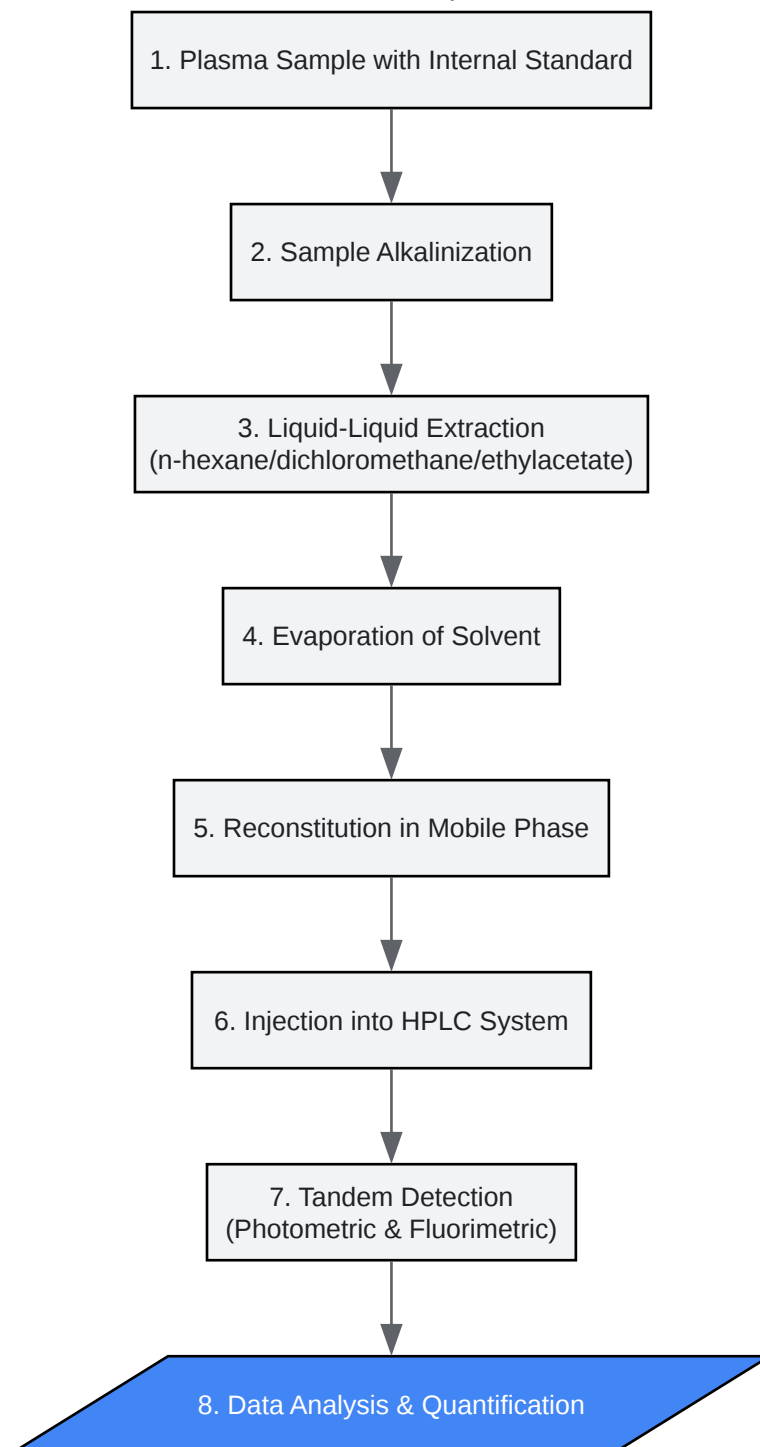 1. Plasma Sample with Internal Standard
2. Sample Alkalinization
3. Liquid-Liquid Extraction
(n-hexane/dichloromethane/ethylacetate)
4. Evaporation of Solvent
5. Reconstitution in Mobile Phase
6. Injection into HPLC System
7. Tandem Detection
(Photometric & Fluorimetric)
8. Data Analysis & Quantification